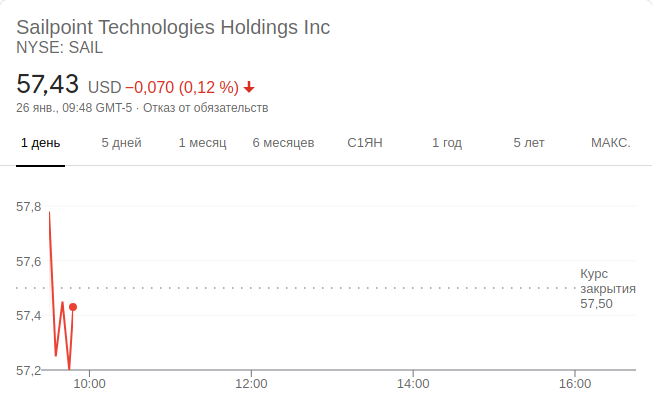 Sailpoint Technologies Holdings Inc
NYSE: SAIL
57,43 USD −0,070 (0,12 %)
26 янв., 09:48 GMT-5 · Отказ от обязательств
1 день 5 дней 1 месяц 6 месяцев С1ЯН 1 год 5 лет МАКС.
57,8
57,6
Курс
закрытия
57,50
57,4
57,2
10:00 12:00 14:00 16:00